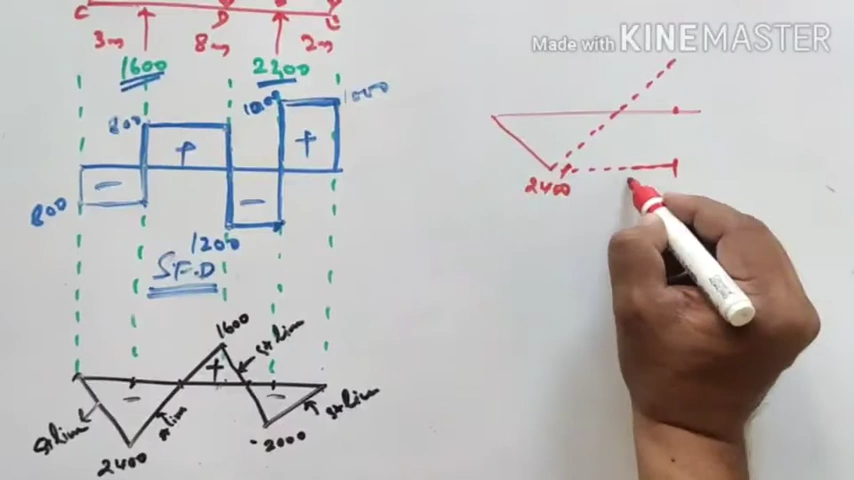 C D
3m 8m 2m
1600 2200
800 1000 1000
+ +
800 - -
1200
S.F.D
1600
st line
+
- -
st line st line st line
2400 2000
Made with KINEMASTER
2400